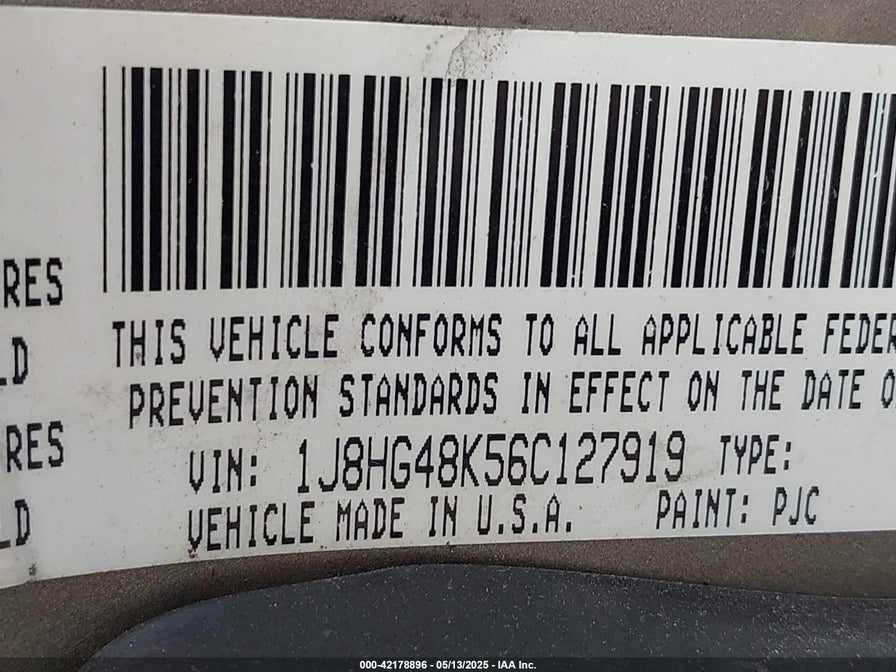 RES
LD
RES
LD
THIS VEHICLE CONFORMS TO ALL APPLICABLE FEDER
PREVENTION STANDARDS IN EFFECT ON THE DATE O
VIN: 1J8HG48K56C127919 TYPE:
VEHICLE MADE IN U.S.A. PAINT: PJC
000-42178896 - 05/13/2025 - IAA Inc.